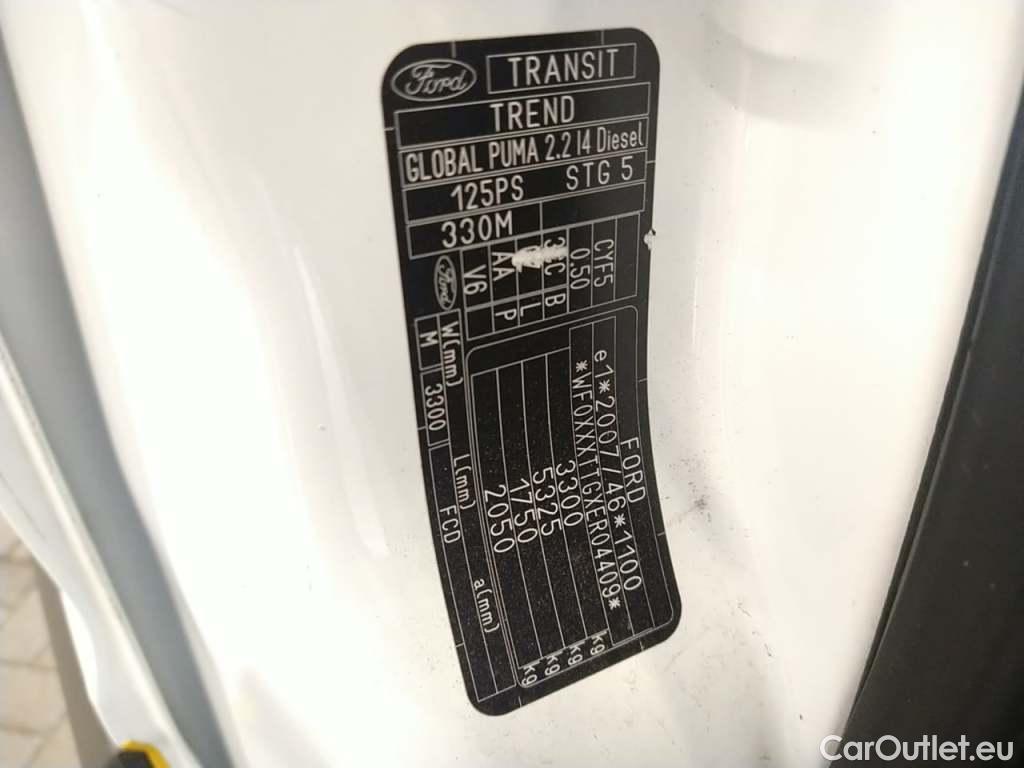 Ford TRANSIT
TREND
GLOBAL PUMA 2.2 I4 Diesel
125PS STG 5
330M
CYF5
0.50
C B
L
AA P
V6
Ford
FORD
e1*2007/46*1100
*WF0XXXTTGXER04409*
3300 kg
5325 kg
1750 kg
2050 kg
W(mm) L(mm) a(mm)
M 3300 FCD
CarOutlet.eu